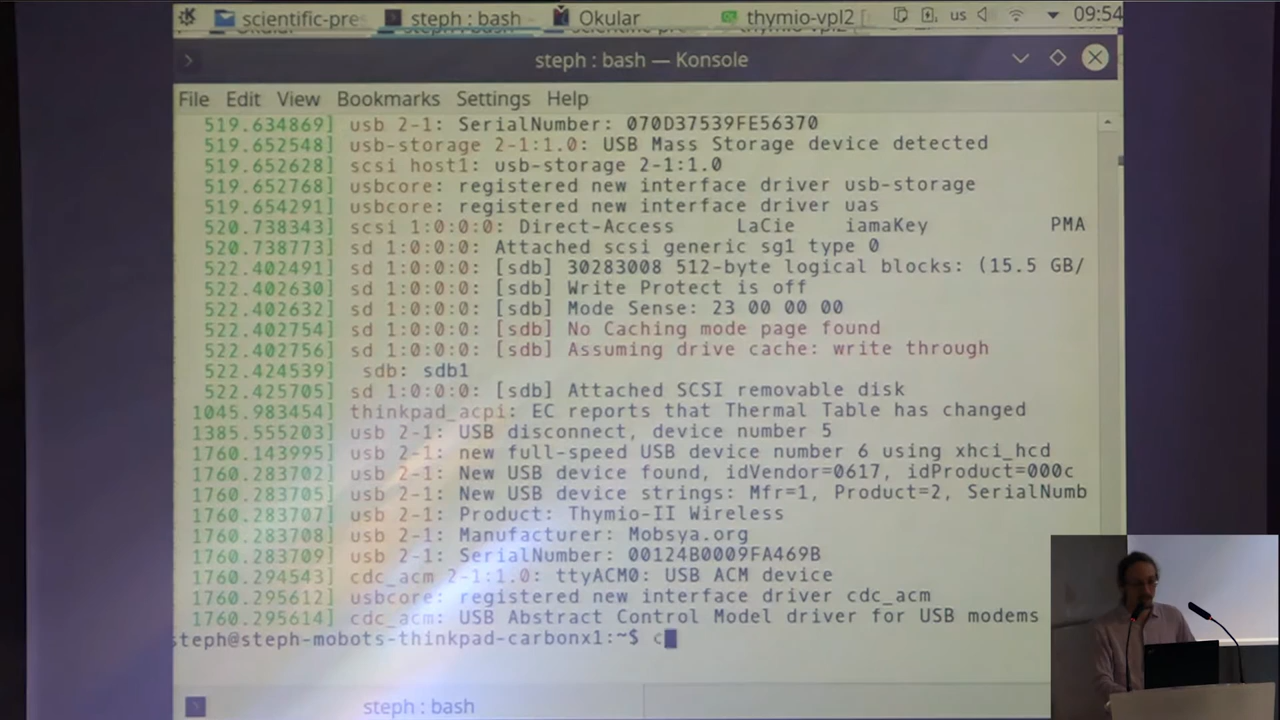 scientific-pres
steph : bash
Okular
thymio-vpl2 [
us
09:54
steph : bash — Konsole
File Edit View Bookmarks Settings Help
519.634869] usb 2-1: SerialNumber: 070D37539FE56370
519.652548] usb-storage 2-1:1.0: USB Mass Storage device detected
519.652628] scsi host1: usb-storage 2-1:1.0
519.652768] usbcore: registered new interface driver usb-storage
519.654291] usbcore: registered new interface driver uas
520.738343] scsi 1:0:0:0: Direct-Access LaCie iamaKey PMA
520.738773] sd 1:0:0:0: Attached scsi generic sg1 type 0
522.402491] sd 1:0:0:0: [sdb] 30283008 512-byte logical blocks: (15.5 GB/
522.402630] sd 1:0:0:0: [sdb] Write Protect is off
522.402632] sd 1:0:0:0: [sdb] Mode Sense: 23 00 00 00
522.402754] sd 1:0:0:0: [sdb] No Caching mode page found
522.402756] sd 1:0:0:0: [sdb] Assuming drive cache: write through
522.424539] sdb: sdb1
522.425705] sd 1:0:0:0: [sdb] Attached SCSI removable disk
1045.983454] thinkpad_acpi: EC reports that Thermal Table has changed
1385.555203] usb 2-1: USB disconnect, device number 5
1760.143995] usb 2-1: new full-speed USB device number 6 using xhci_hcd
1760.283702] usb 2-1: New USB device found, idVendor=0617, idProduct=000c
1760.283705] usb 2-1: New USB device strings: Mfr=1, Product=2, SerialNumb
1760.283707] usb 2-1: Product: Thymio-II Wireless
1760.283708] usb 2-1: Manufacturer: Mobsya.org
1760.283709] usb 2-1: SerialNumber: 00124B0009FA469B
1760.294543] cdc_acm 2-1:1.0: ttyACM0: USB ACM device
1760.295612] usbcore: registered new interface driver cdc_acm
1760.295614] cdc_acm: USB Abstract Control Model driver for USB modems
steph@steph-mobots-thinkpad-carbonx1:~$ c
steph : bash